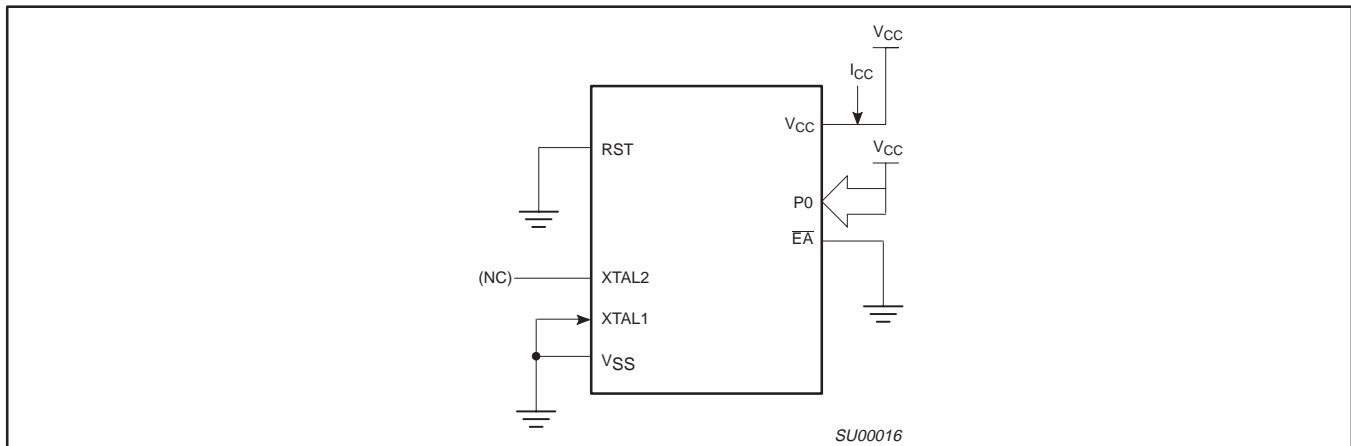 VCC
ICC
VCC
VCC
RST
P0
EA
(NC)
XTAL2
XTAL1
VSS
SU00016